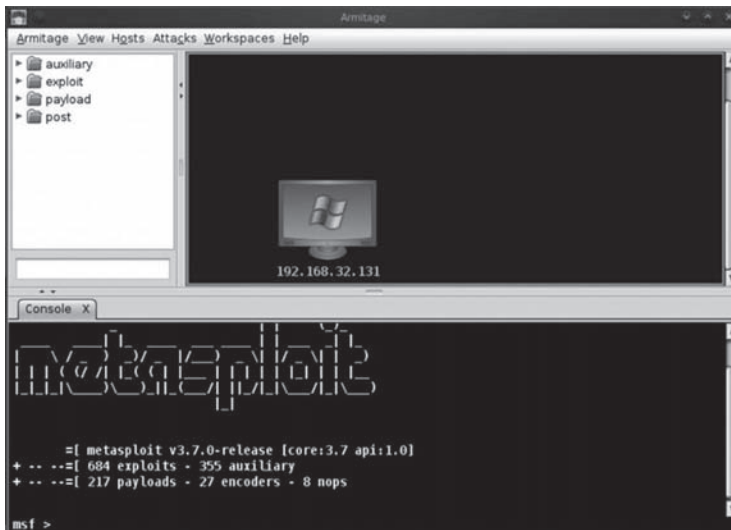 Armitage
Armitage View Hosts Attacks Workspaces Help
auxiliary
exploit
payload
post
192.168.32.131
Console X
metasploit
=[ metasploit v3.7.0-release [core:3.7 api:1.0]
+ -- --=[ 684 exploits - 355 auxiliary
+ -- --=[ 217 payloads - 27 encoders - 8 nops
msf >